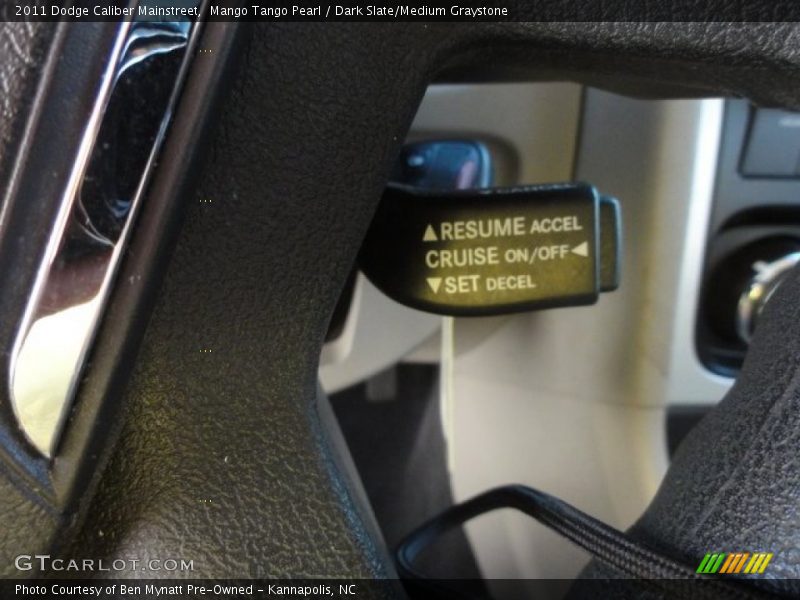 2011 Dodge Caliber Mainstreet, Mango Tango Pearl / Dark Slate/Medium Graystone
▲RESUME ACCEL
CRUISE ON/OFF◀
▼SET DECEL
GTCARLOT.COM
Photo Courtesy of Ben Mynatt Pre-Owned - Kannapolis, NC